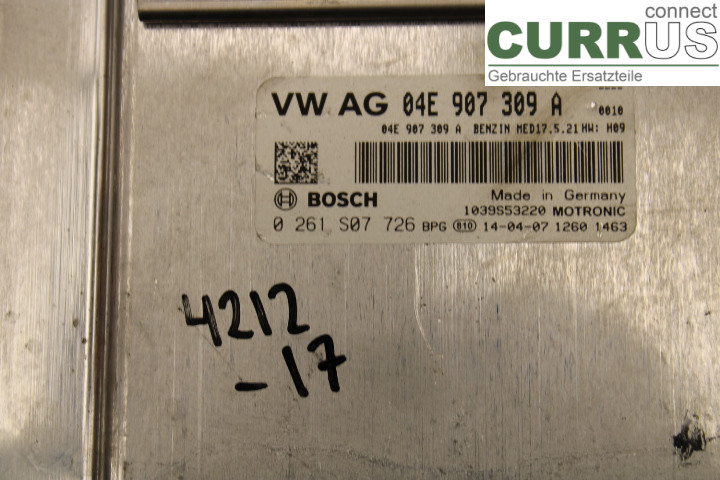 connect
CURRUS
Gebrauchte Ersatzteile
VW AG 04E 907 309 A 0010
04E 907 309 A BENZIN MED17.5.21 HW: H09
BOSCH
Made in Germany
1039S53220 MOTRONIC
0 261 S07 726 BPG 810 14-04-07 1260 1463
4212
-17